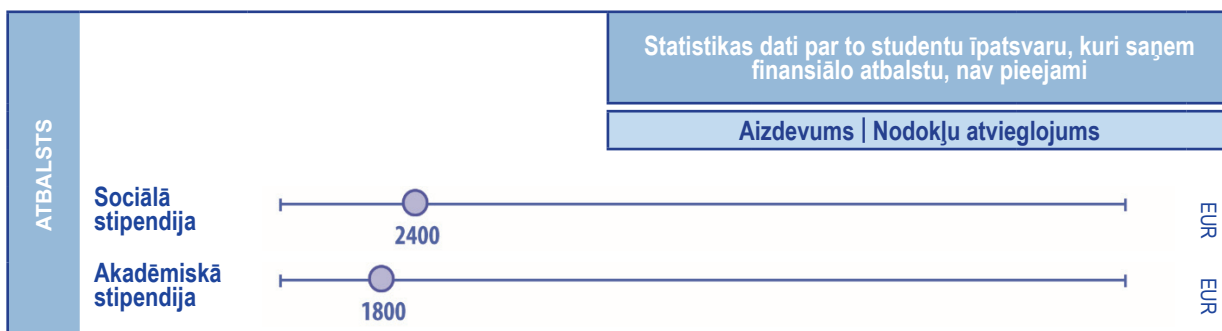 Statistikas dati par to studentu īpatsvaru, kuri saņem
finansiālo atbalstu, nav pieejami
Aizdevums | Nodokļu atvieglojums
ATBALSTS
Sociālā
stipendija
2400
EUR
Akadēmiskā
stipendija
1800
EUR